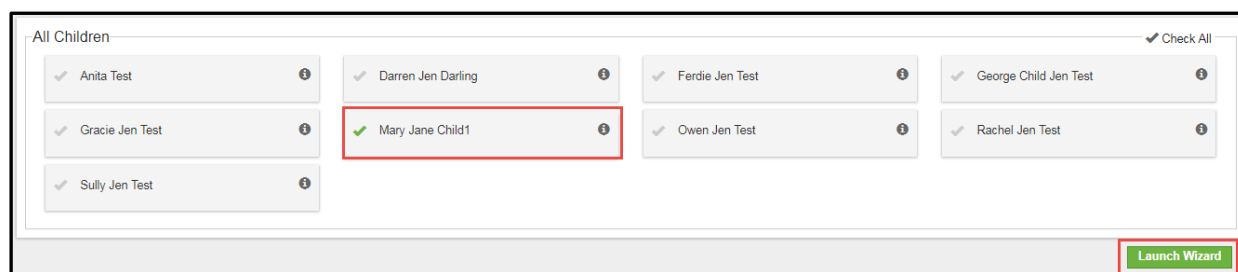 All Children
Check All
Anita Test
Darren Jen Darling
Ferdie Jen Test
George Child Jen Test
Gracie Jen Test
Mary Jane Child1
Owen Jen Test
Rachel Jen Test
Sully Jen Test
Launch Wizard